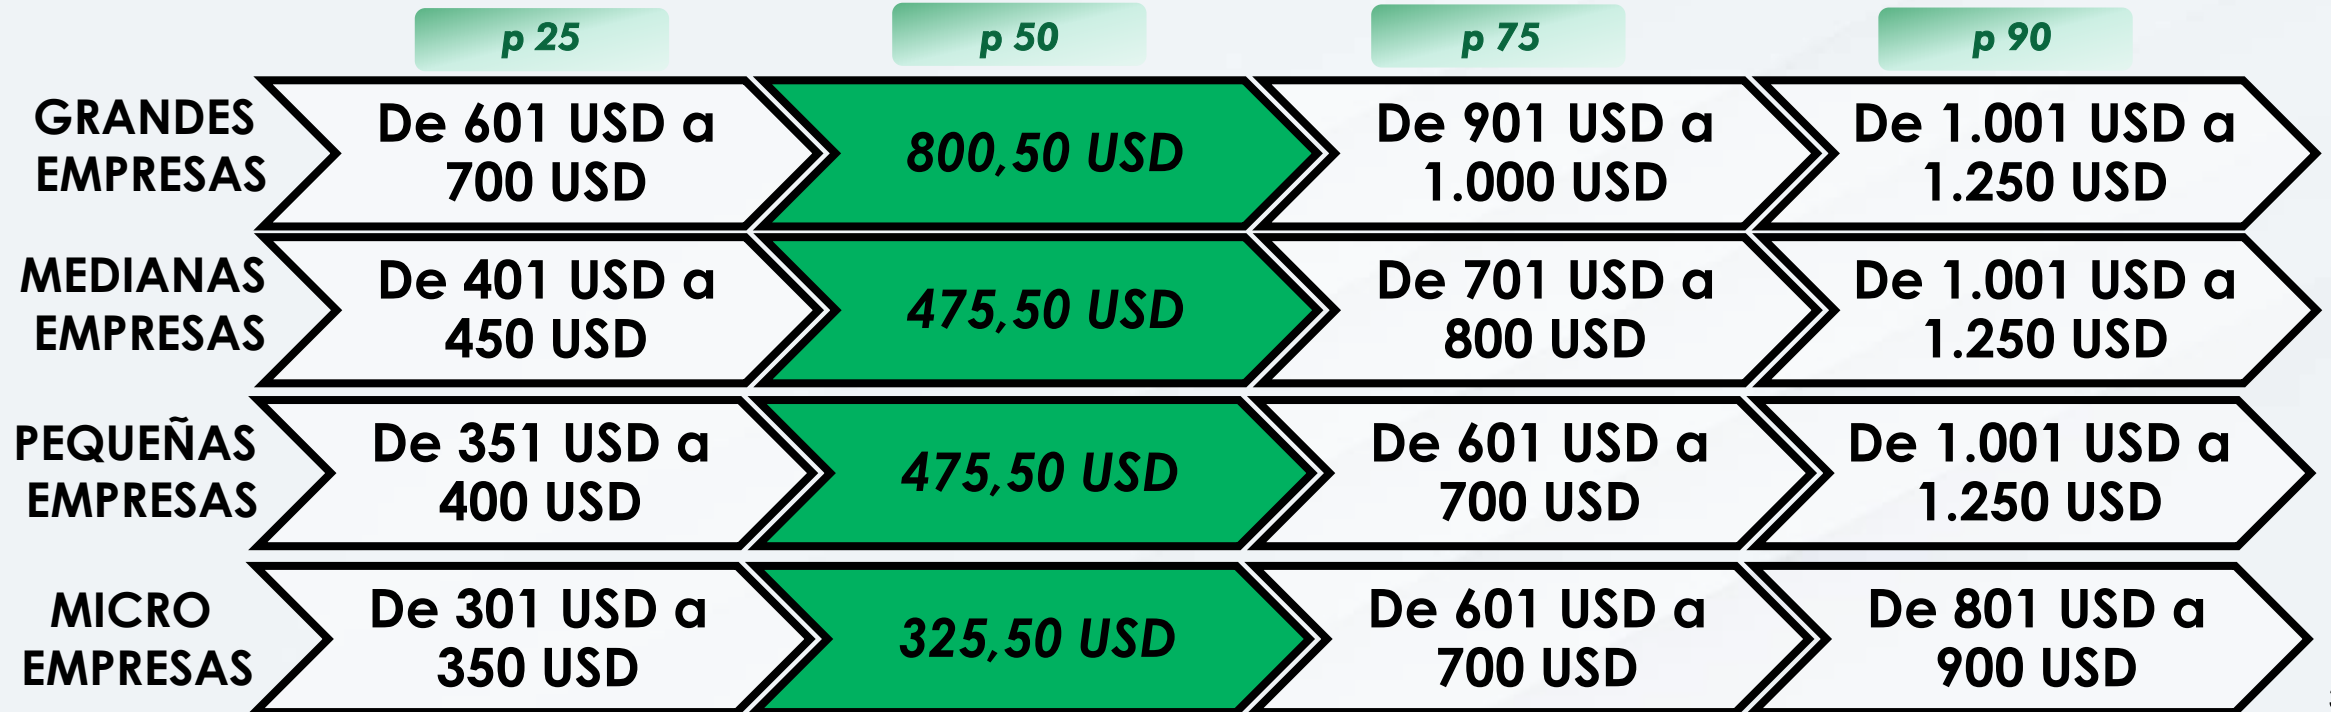 p 25
p 50
p 75
p 90
GRANDES
EMPRESAS
De 601 USD a
700 USD
800,50 USD
De 901 USD a
1.000 USD
De 1.001 USD a
1.250 USD
MEDIANAS
EMPRESAS
De 401 USD a
450 USD
475,50 USD
De 701 USD a
800 USD
De 1.001 USD a
1.250 USD
PEQUEÑAS
EMPRESAS
De 351 USD a
400 USD
475,50 USD
De 601 USD a
700 USD
De 1.001 USD a
1.250 USD
MICRO
EMPRESAS
De 301 USD a
350 USD
325,50 USD
De 601 USD a
700 USD
De 801 USD a
900 USD